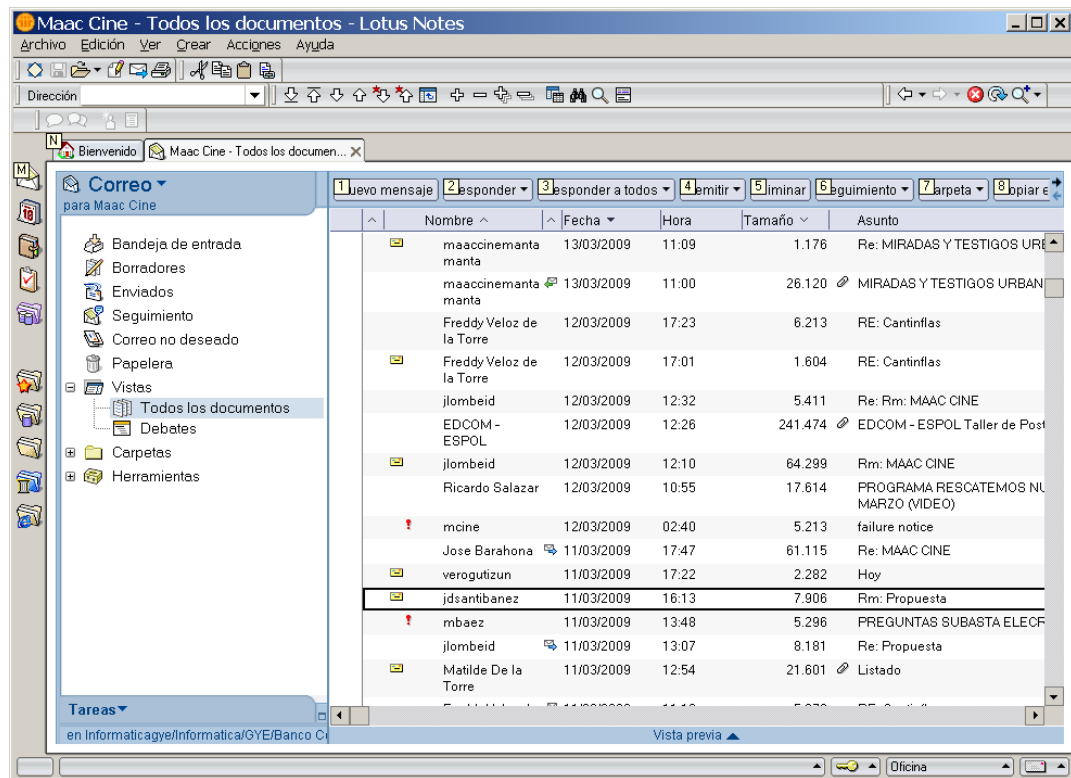 Maac Cine - Todos los documentos - Lotus Notes
Archivo Edición Ver Crear Acciones Ayuda
Dirección
N
Bienvenido Maac Cine - Todos los documen...
M
Correo
para Maac Cine
1 uevo mensaje 2 esponder 3 esponder a todos 4 emitir 5 iminar 6 eguimiento 7 arpeta 8 opiar e
Nombre Fecha Hora Tamaño Asunto
Bandeja de entrada
Borradores
Enviados
Seguimiento
Correo no deseado
Papelera
Vistas
Todos los documentos
Debates
Carpetas
Herramientas
maaccinemanta 13/03/2009 11:09 1.176 Re: MIRADAS Y TESTIGOS URB
manta
maaccinemanta 13/03/2009 11:00 26.120 MIRADAS Y TESTIGOS URBAN
manta
Freddy Veloz de 12/03/2009 17:23 6.213 RE: Cantinflas
la Torre
Freddy Veloz de 12/03/2009 17:01 1.604 RE: Cantinflas
la Torre
jlombeid 12/03/2009 12:32 5.411 Re: Rm: MAAC CINE
EDCOM - 12/03/2009 12:26 241.474 EDCOM - ESPOL Taller de Post
ESPOL
jlombeid 12/03/2009 12:10 64.299 Rm: MAAC CINE
Ricardo Salazar 12/03/2009 10:55 17.614 PROGRAMA RESCATEMOS NU
MARZO (VIDEO)
mcine 12/03/2009 02:40 5.213 failure notice
Jose Barahona 11/03/2009 17:47 61.115 Re: MAAC CINE
verogutizun 11/03/2009 17:22 2.282 Hoy
jdsantibanez 11/03/2009 16:13 7.906 Rm: Propuesta
mbaez 11/03/2009 13:48 5.296 PREGUNTAS SUBASTA ELECR
jlombeid 11/03/2009 13:07 8.181 Re: Propuesta
Matilde De la 11/03/2009 12:54 21.601 Listado
Torre
Tareas
en Informaticagye/Informatica/GYE/Banco Ce
Vista previa
Oficina